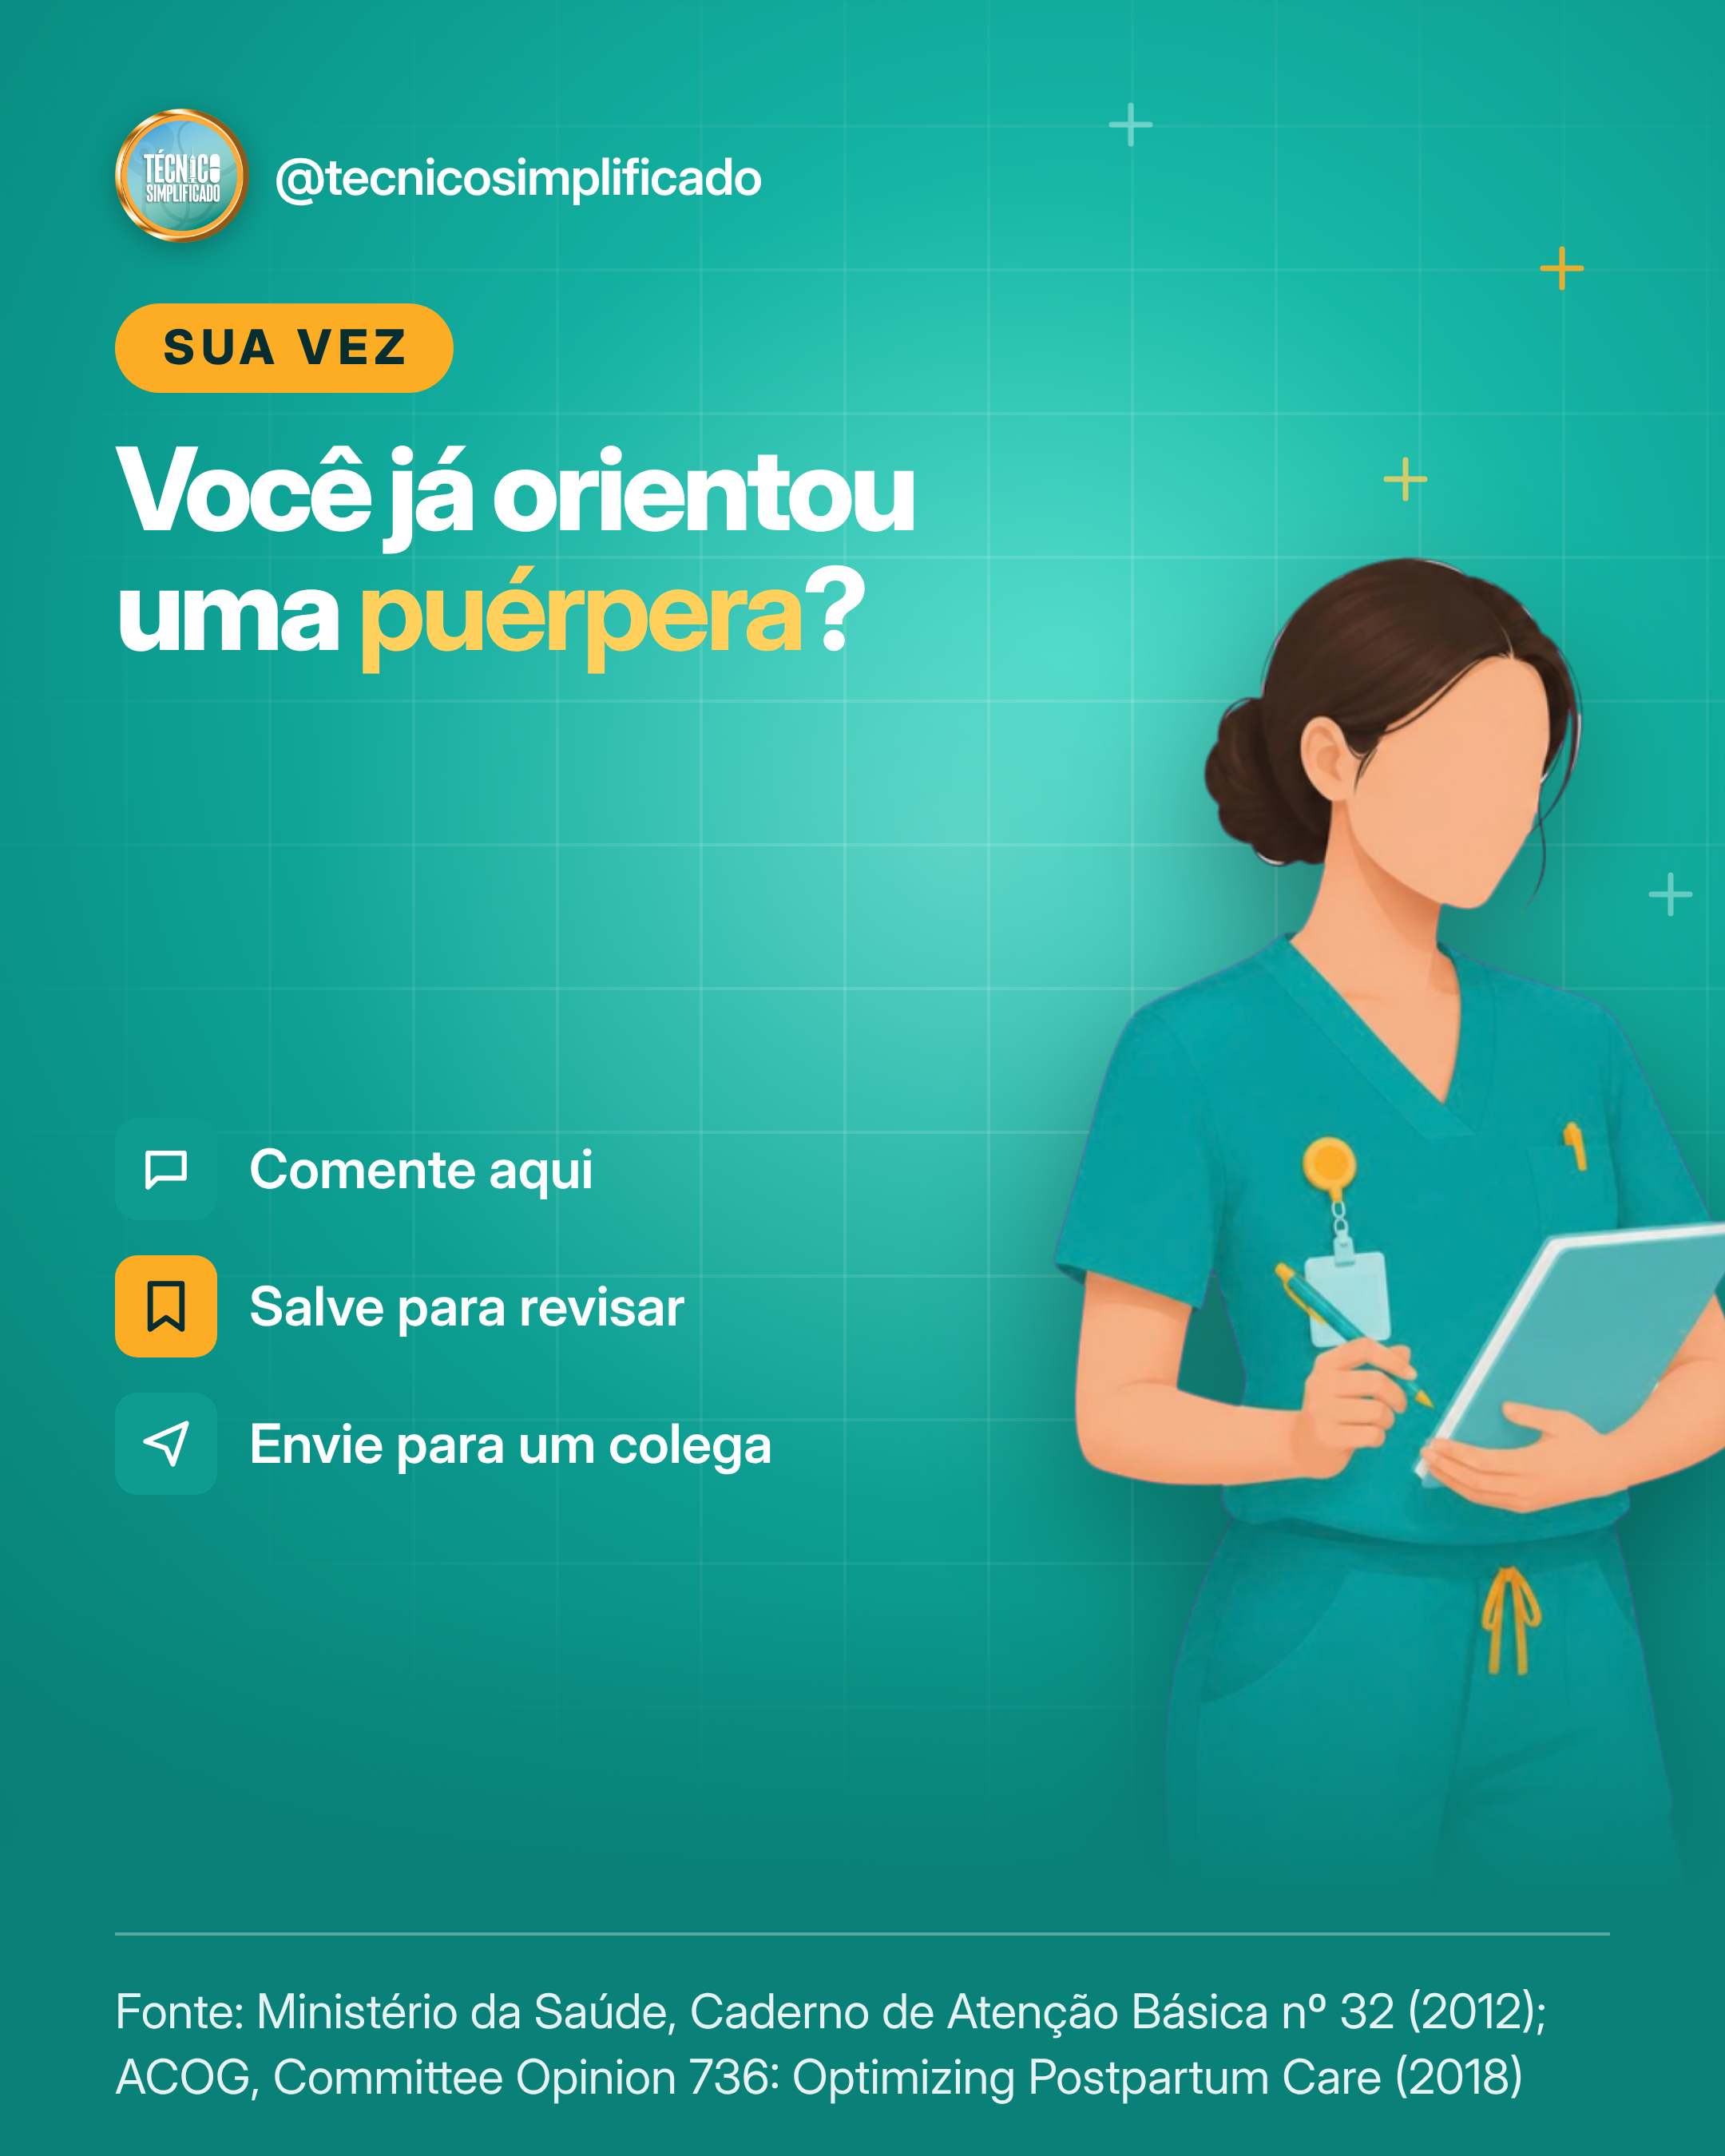 TÉCNICO
SIMPLIFICADO
@tecnicosimplificado
SUA VEZ
Você já orientou
uma puérpera?
Comente aqui
Salve para revisar
Envie para um colega
Fonte: Ministério da Saúde, Caderno de Atenção Básica nº 32 (2012);
ACOG, Committee Opinion 736: Optimizing Postpartum Care (2018)